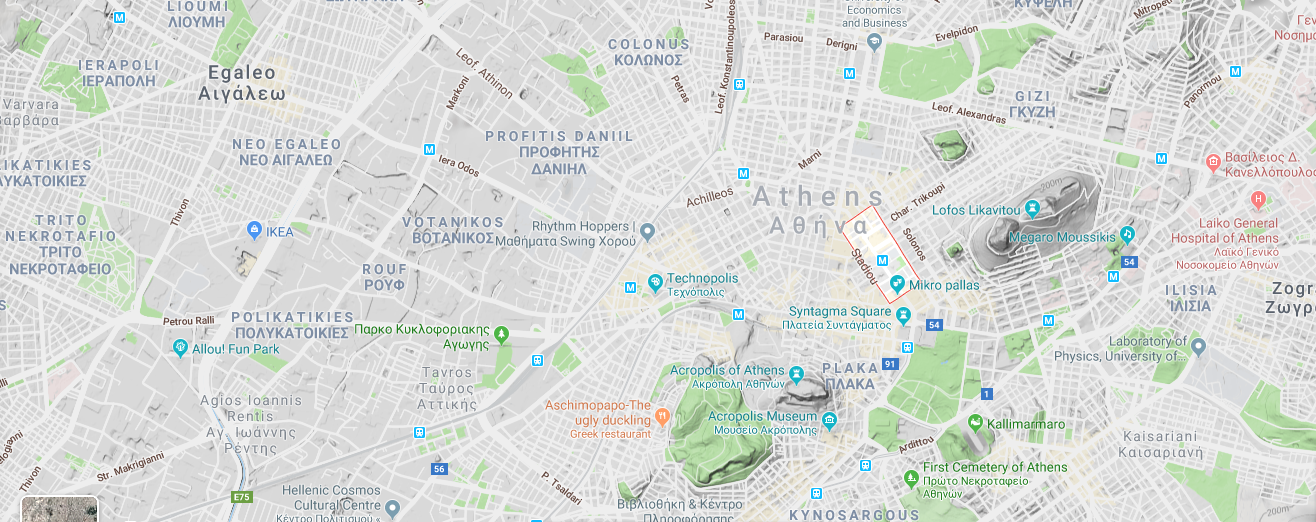 LIOUMI
ΛΙΟΥΜΗ
IERAPOLI
ΙΕΡΑΠΟΛΗ
Egaleo
Αιγάλεω
Varvara
NEO EGALEO
ΝΕΟ ΑΙΓΑΛΕΩ
LIKATIKIES
ΛΥΚΑΤΟΙΚΙΕΣ
TRITO
NEKROTAFIO
ΤΡΙΤΟ
ΝΕΚΡΟΤΑΦΕΙΟ
Thivon
IKEA
ROUF
ΡΟΥΦ
VOTANIKOS
ΒΟΤΑΝΙΚΟΣ
Petrou Ralli
POLIKATIKIES
ΠΟΛΥΚΑΤΟΙΚΙΕΣ
Allou! Fun Park
Παρκο Κυκλοφοριακης
Αγωγης
Tavros
Ταύρος
Αττικής
Agios Ioannis
Rentis
Αγ. Ιωάννης
Ρέντης
Thivon
Str. Makrigianni
E75
56
Hellenic Cosmos
Cultural Centre
Κέντρο Πολιτισμού «
P. Tsaldari
Leof. Athinon
Markoni
Iera Odos
COLONUS
ΚΟΛΩΝΟΣ
Petras
Leof. Konstantinoupoleos
PROFITIS DANIIL
ΠΡΟΦΗΤΗΣ
ΔΑΝΙΗΛ
Achilleos
Marni
Rhythm Hoppers |
Μαθήματα Swing Χορού
Technopolis
Τεχνόπολις
Athens
Αθήνα
Stadiou
Mikro pallas
Syntagma Square
Πλατεία Συντάγματος
54
91
1
Acropolis of Athens
Ακρόπολη Αθηνών
PLAKA
ΠΛΑΚΑ
Acropolis Museum
Μουσείο Ακρόπολης
Aschimopapo-The
ugly duckling
Greek restaurant
Βιβλιοθήκη & Κέντρο
Πληροφόρησης
KYNOSARGOUS
Ardittou
Kallimarmaro
First Cemetery of Athens
Πρώτο Νεκροταφείο
Αθηνών
Kaisariani
Καισαριανή
200m
Economics
and Business
Parasiou
Derigni
Evelpidon
ΚΥΨΕΛΗ
Mitropet
Panormou
GIZI
ΓΚΥΖΗ
Leof. Alexandras
Char. Trikoupi
Solonos
200m
Lofos Likavitou
Megaro Moussikis
54
Βασίλειος Δ.
Κανελλόπουλος
Laiko General
Hospital of Athens
Λαϊκό Γενικό
Νοσοκομείο Αθηνών
ILISIA
ΙΛΙΣΙΑ
Zogr
Ζωγρ
Laboratory of
Physics, University of